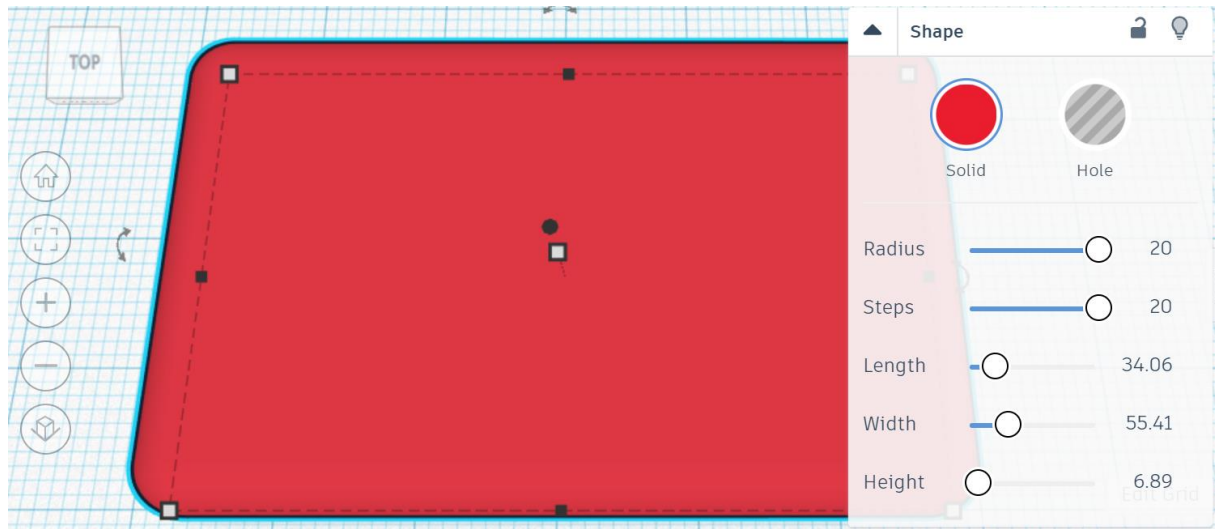 TOP
Shape
Solid
Hole
Radius 20
Steps 20
Length 34.06
Width 55.41
Height 6.89
Edit Grid